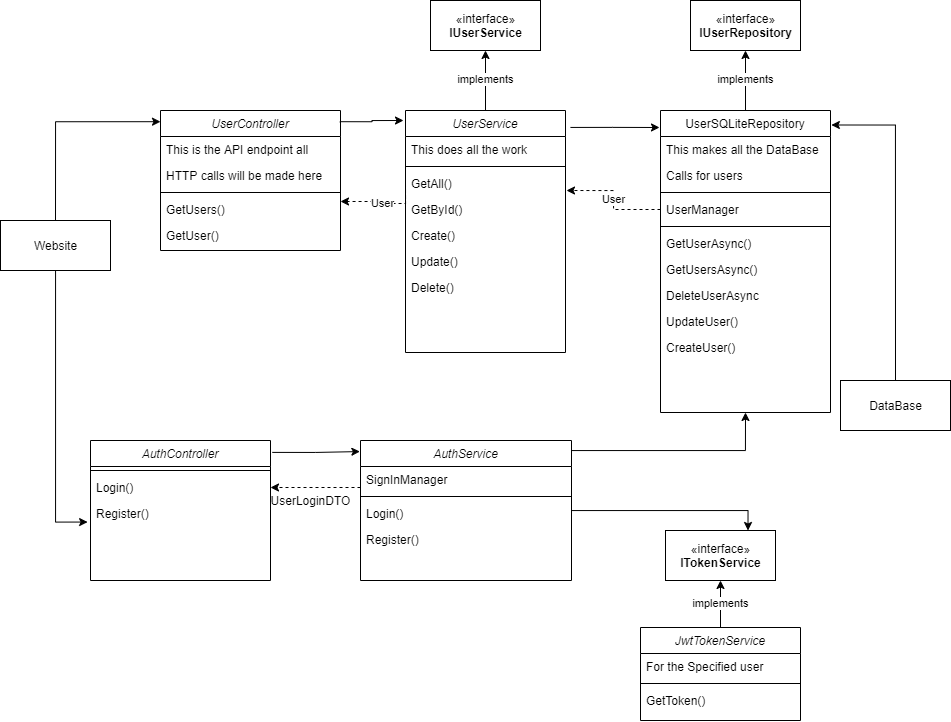 «interface»
IUserService
«interface»
IUserRepository
implements
implements
UserController
This is the API endpoint all
HTTP calls will be made here
GetUsers()
GetUser()
UserService
This does all the work
GetAll()
GetById()
Create()
Update()
Delete()
User
UserSQLiteRepository
This makes all the DataBase
Calls for users
UserManager
GetUserAsync()
GetUsersAsync()
DeleteUserAsync
UpdateUser()
CreateUser()
User
Website
DataBase
AuthController
Login()
Register()
AuthService
SignInManager
Login()
Register()
UserLoginDTO
«interface»
ITokenService
implements
JwtTokenService
For the Specified user
GetToken()